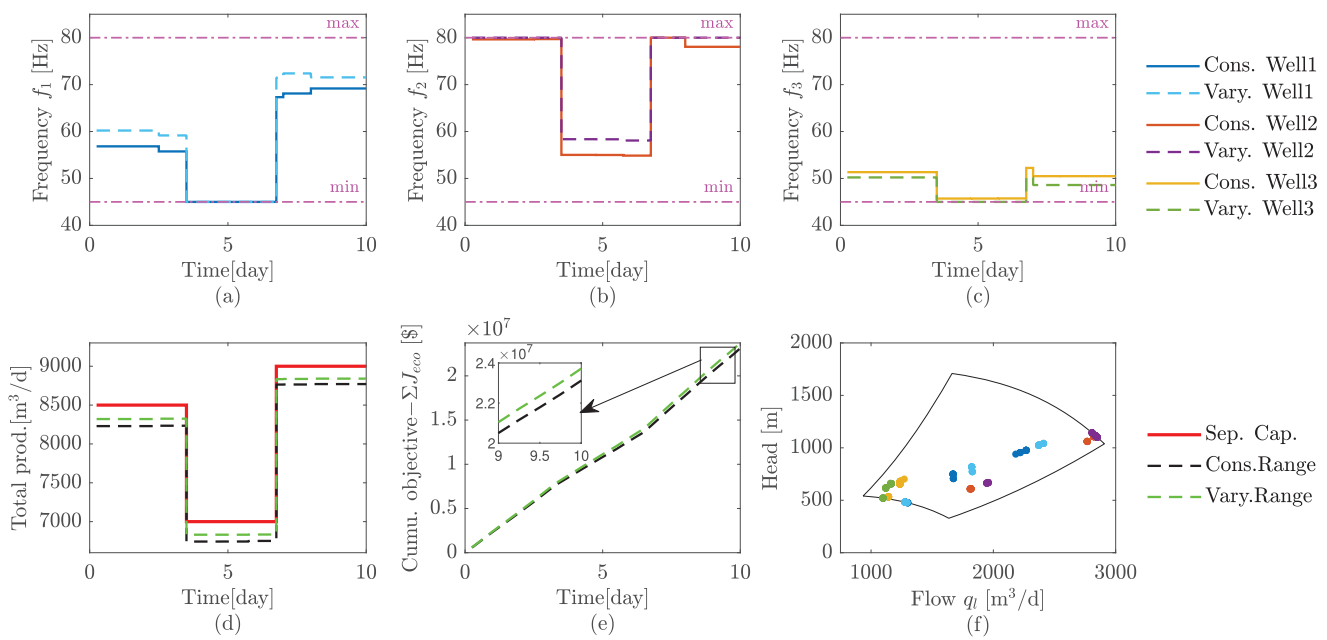 max
80
70
60
50
40
min
Frequency f₁ [Hz]
0
5
10
Time[day]
(a)
max
80
70
60
50
40
min
Frequency f₂ [Hz]
0
5
10
Time[day]
(b)
max
80
70
60
50
40
min
Frequency f₃ [Hz]
0
5
10
Time[day]
(c)
Cons. Well1
Vary. Well1
Cons. Well2
Vary. Well2
Cons. Well3
Vary. Well3
9000
8500
8000
7500
7000
Total prod.[m³/d]
0
5
10
Time[day]
(d)
×10⁷
2
1.5
1
0.5
0
Cumu. objective−ΣJₑ꜀ₒ [$]
×10⁷
2.4
2.2
2
9
9.5
10
0
5
10
Time[day]
(e)
2000
1500
1000
500
0
Head [m]
1000
2000
3000
Flow qₗ [m³/d]
(f)
Sep. Cap.
Cons.Range
Vary.Range